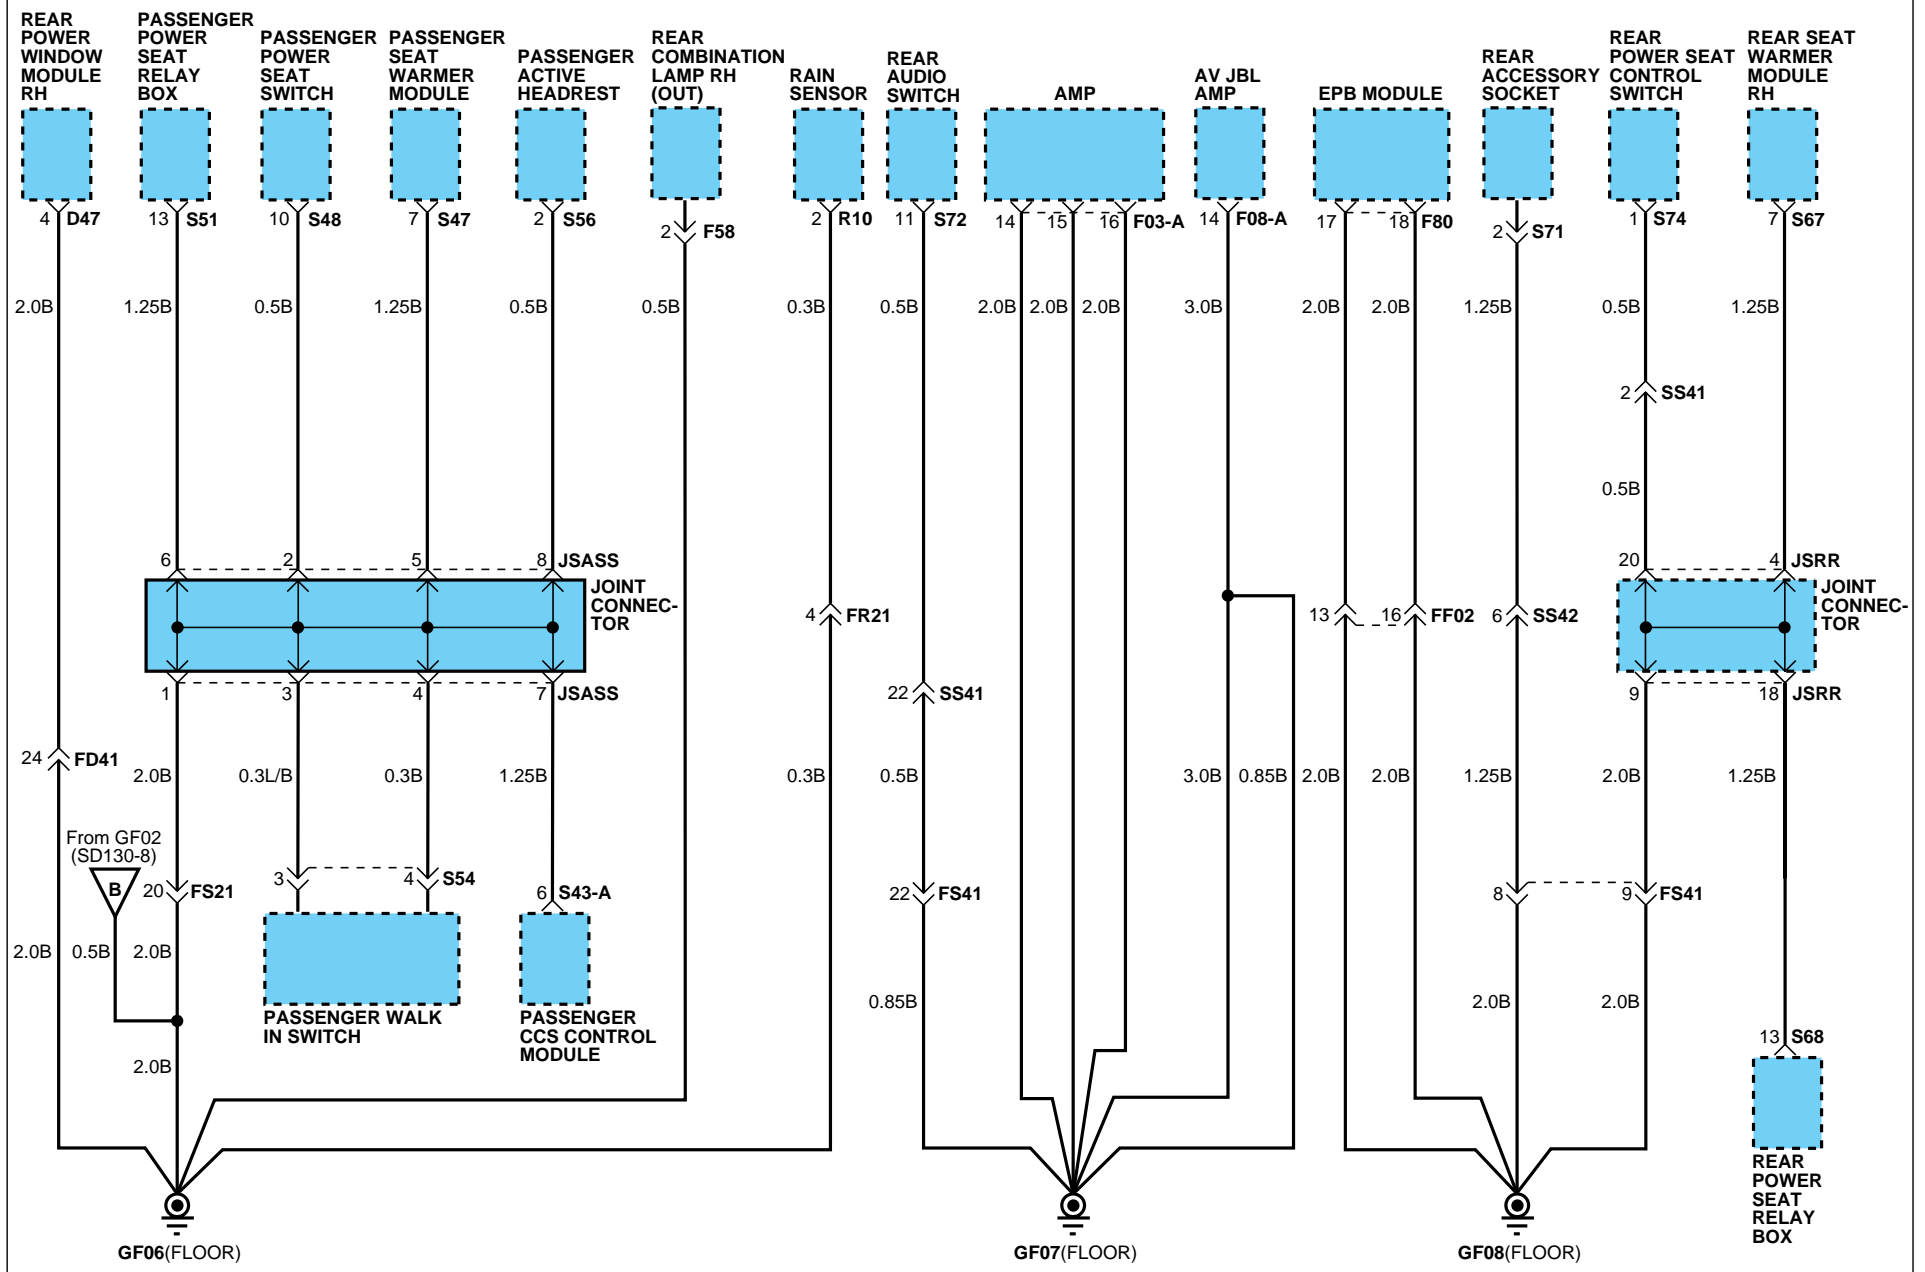 REAR
POWER
WINDOW
MODULE
RH
PASSENGER
POWER
SEAT
RELAY
BOX
PASSENGER
POWER
SEAT
SWITCH
PASSENGER
SEAT
WARMER
MODULE
PASSENGER
ACTIVE
HEADREST
REAR
COMBINATION
LAMP RH
(OUT)
RAIN
SENSOR
REAR
AUDIO
SWITCH
AMP
AV JBL
AMP
EPB MODULE
REAR
ACCESSORY
SOCKET
REAR
POWER SEAT
CONTROL
SWITCH
REAR SEAT
WARMER
MODULE
RH
4 D47
13 S51
10 S48
7 S47
2 S56
2 F58
2 R10
11 S72
14 15 16 F03-A
14 F08-A
17 18 F80
2 S71
1 S74
7 S67
2.0B 1.25B 0.5B 1.25B 0.5B 0.5B 0.3B 0.5B 2.0B 2.0B 2.0B 3.0B 2.0B 2.0B 1.25B 0.5B 1.25B
2 SS41
0.5B
6 2 5 8 JSASS
20 4 JSRR
JOINT
CONNEC-
TOR
4 FR21
13 16 FF02
6 SS42
JOINT
CONNEC-
TOR
1 3 4 7 JSASS
22 SS41
9 18 JSRR
24 FD41
2.0B 0.3L/B 0.3B 1.25B 0.3B 0.5B 3.0B 0.85B 2.0B 2.0B 1.25B 2.0B 1.25B
From GF02
(SD130-8)
B
20 FS21
3 4 S54
6 S43-A
22 FS41
8 9 FS41
2.0B 0.5B 2.0B
0.85B 2.0B 2.0B
PASSENGER WALK
IN SWITCH
PASSENGER
CCS CONTROL
MODULE
13 S68
2.0B
REAR
POWER
SEAT
RELAY
BOX
GF06(FLOOR)
GF07(FLOOR)
GF08(FLOOR)